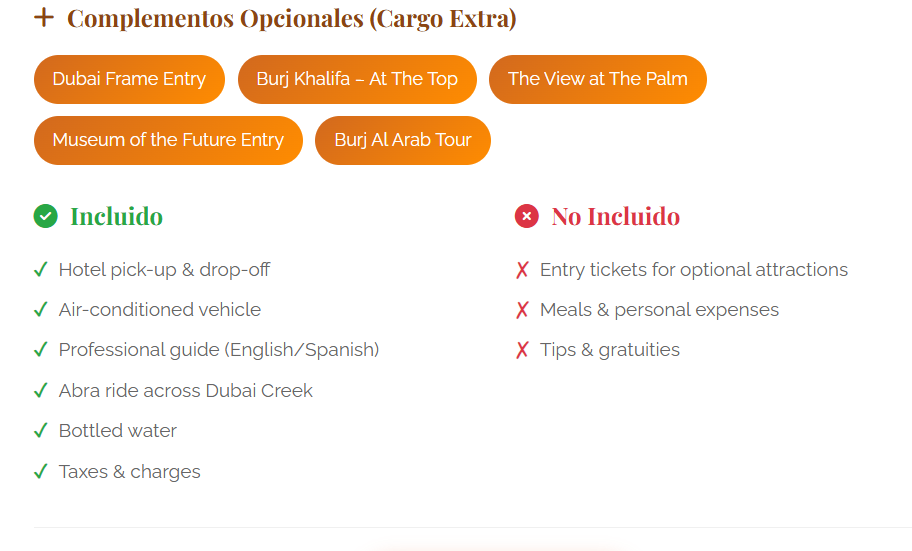 Complementos Opcionales (Cargo Extra)
Dubai Frame Entry
Burj Khalifa – At The Top
The View at The Palm
Museum of the Future Entry
Burj Al Arab Tour
Incluido
Hotel pick-up & drop-off
Air-conditioned vehicle
Professional guide (English/Spanish)
Abra ride across Dubai Creek
Bottled water
Taxes & charges
No Incluido
Entry tickets for optional attractions
Meals & personal expenses
Tips & gratuities